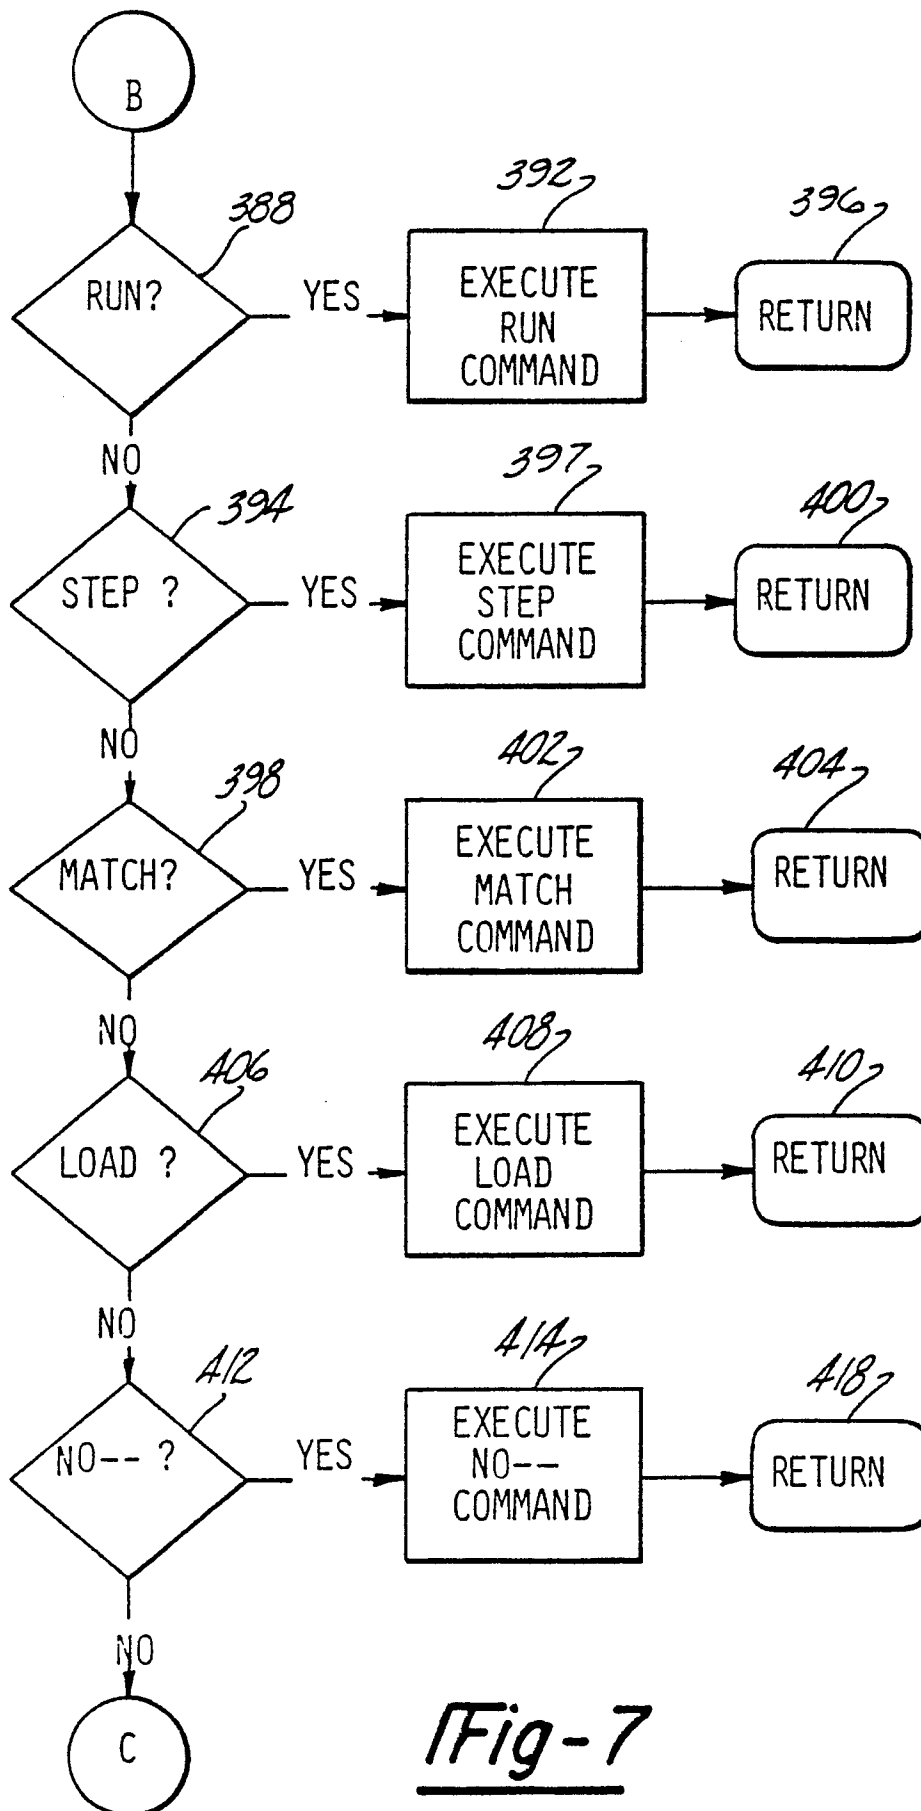 B
388
392
396
RUN?
YES
EXECUTE
RUN
COMMAND
RETURN
NO
394
397
400
STEP ?
YES
EXECUTE
STEP
COMMAND
RETURN
NO
398
402
404
MATCH?
YES
EXECUTE
MATCH
COMMAND
RETURN
NO
406
408
410
LOAD ?
YES
EXECUTE
LOAD
COMMAND
RETURN
NO
412
414
418
NO-- ?
YES
EXECUTE
NO--
COMMAND
RETURN
NO
C
Fig-7